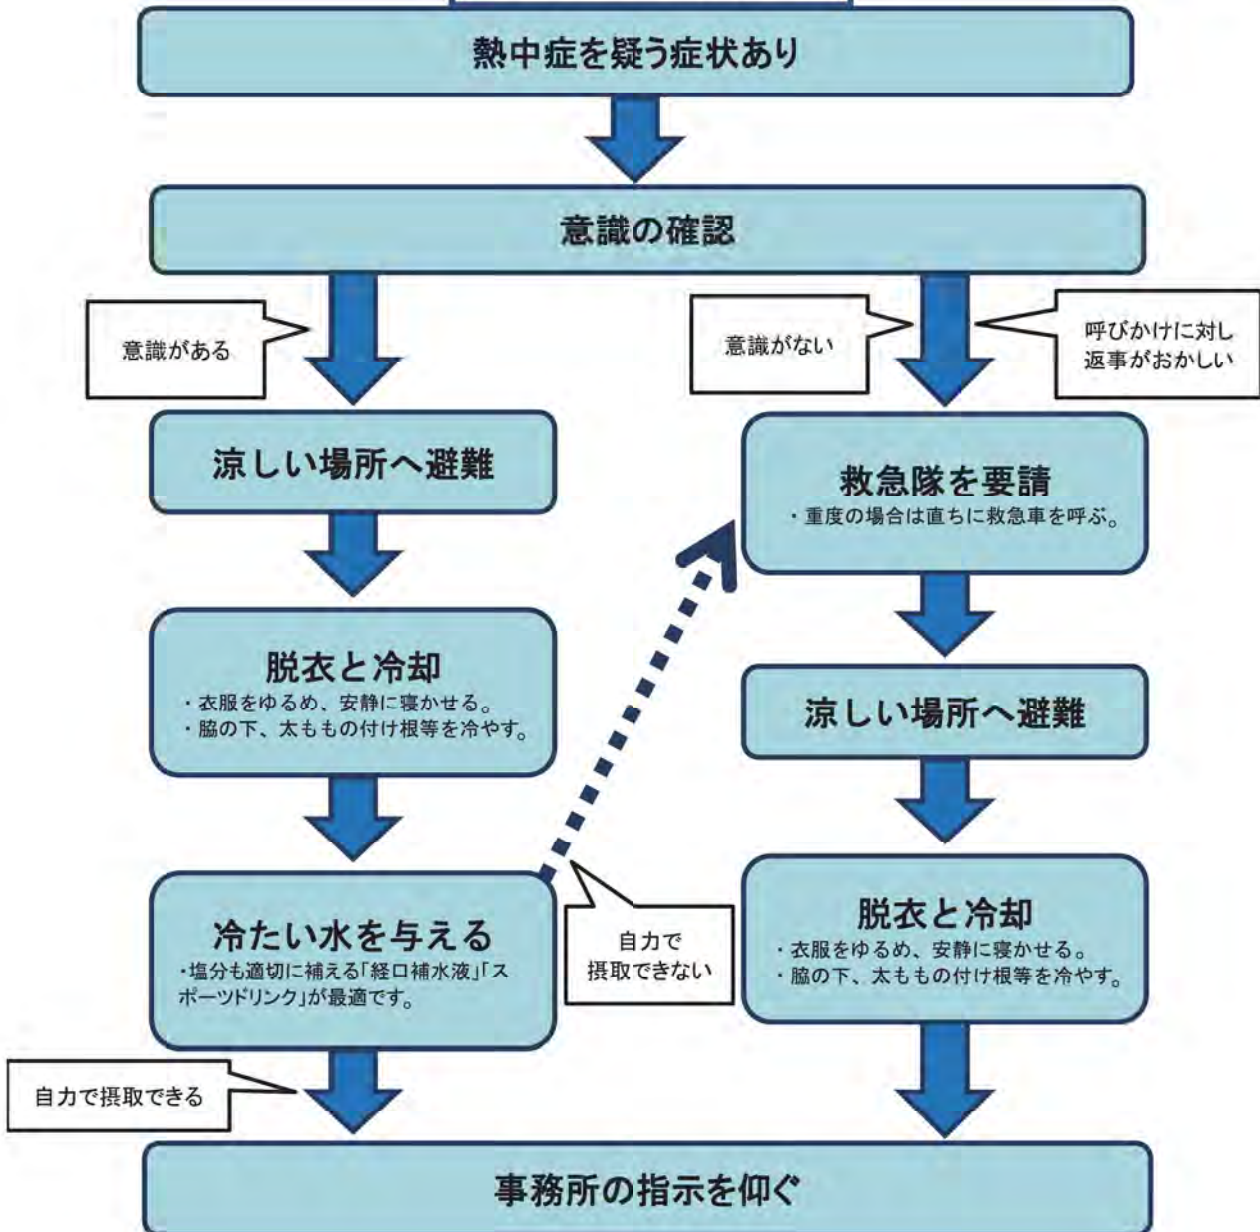 熱中症を疑う症状あり
意識の確認
意識がある
意識がない
呼びかけに対し
返事がおかしい
涼しい場所へ避難
救急隊を要請
・重度の場合は直ちに救急車を呼ぶ。
脱衣と冷却
・衣服をゆるめ、安静に寝かせる。
・脇の下、太ももの付け根等を冷やす。
涼しい場所へ避難
冷たい水を与える
・塩分も適切に補える「経口補水液」「ス
ポーツドリンク」が最適です。
自力で
摂取できない
脱衣と冷却
・衣服をゆるめ、安静に寝かせる。
・脇の下、太ももの付け根等を冷やす。
自力で摂取できる
事務所の指示を仰ぐ